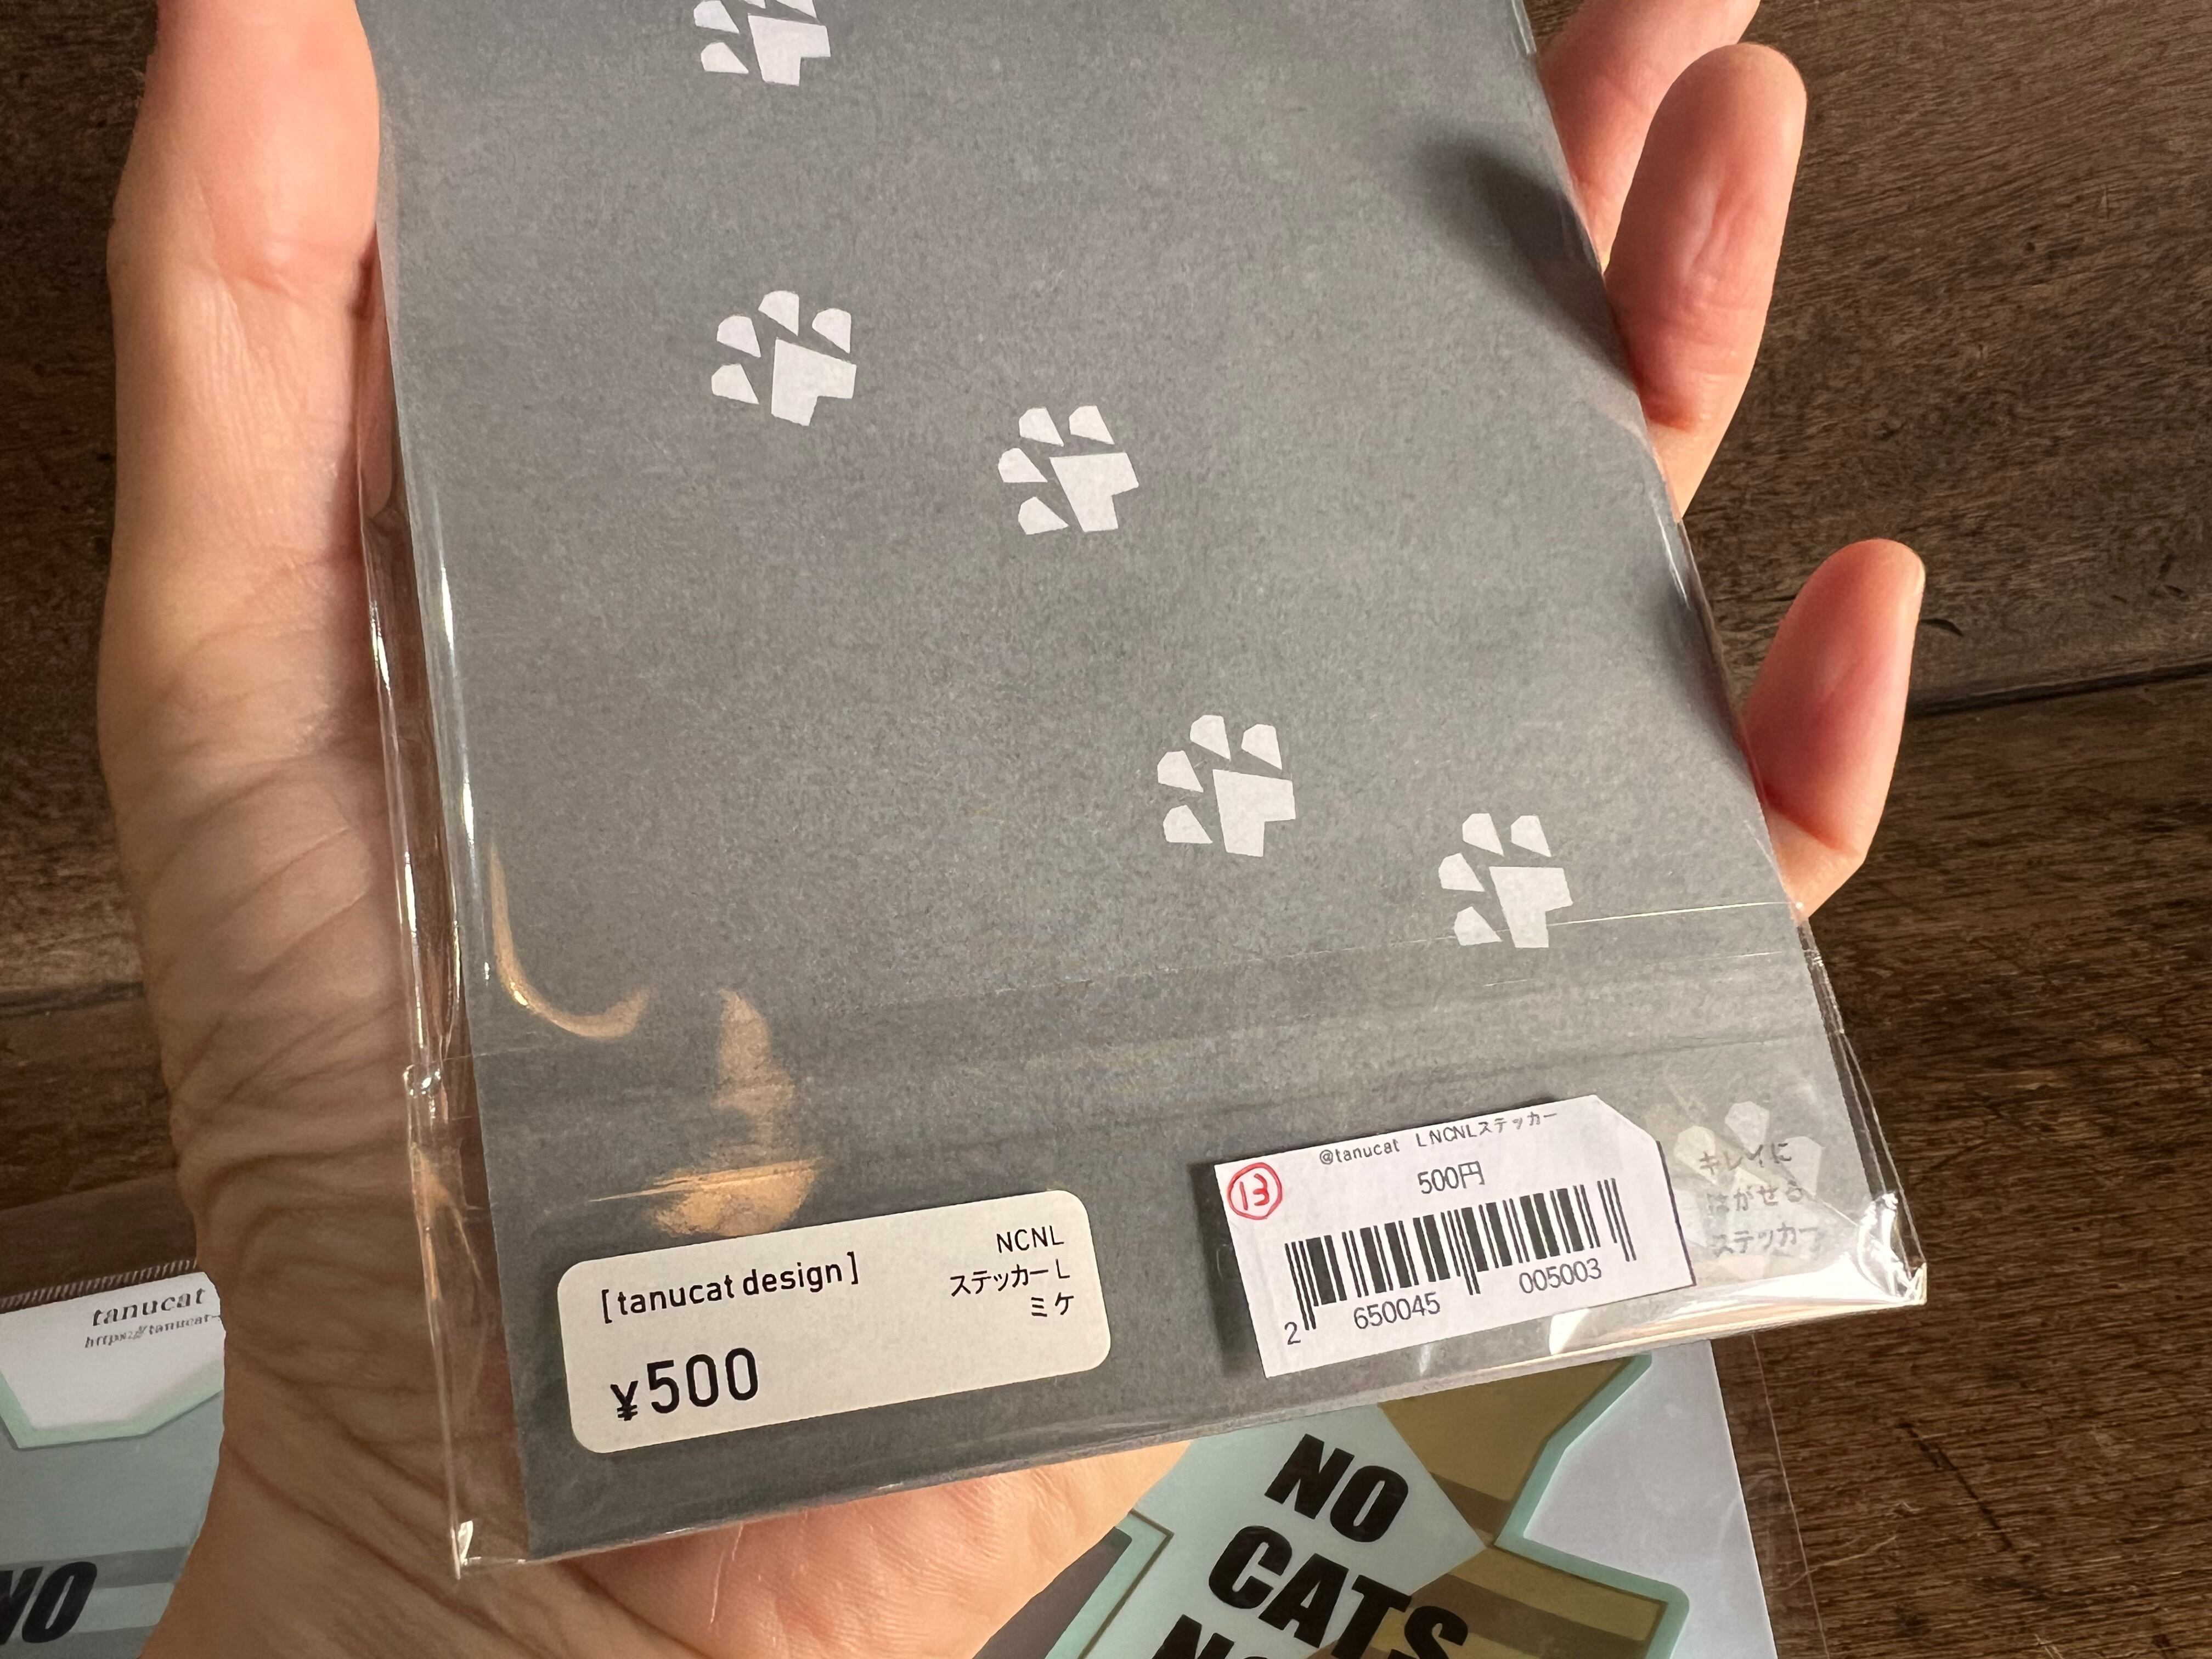 @tanucat LNCNLステッカー
13
500円
2 650045 005003
キレイに
はがせる
ステッカー
[tanucat design]
NCNL
ステッカー L
ミケ
¥500
tanucat
https://tanucat-
NO
NO
CATS